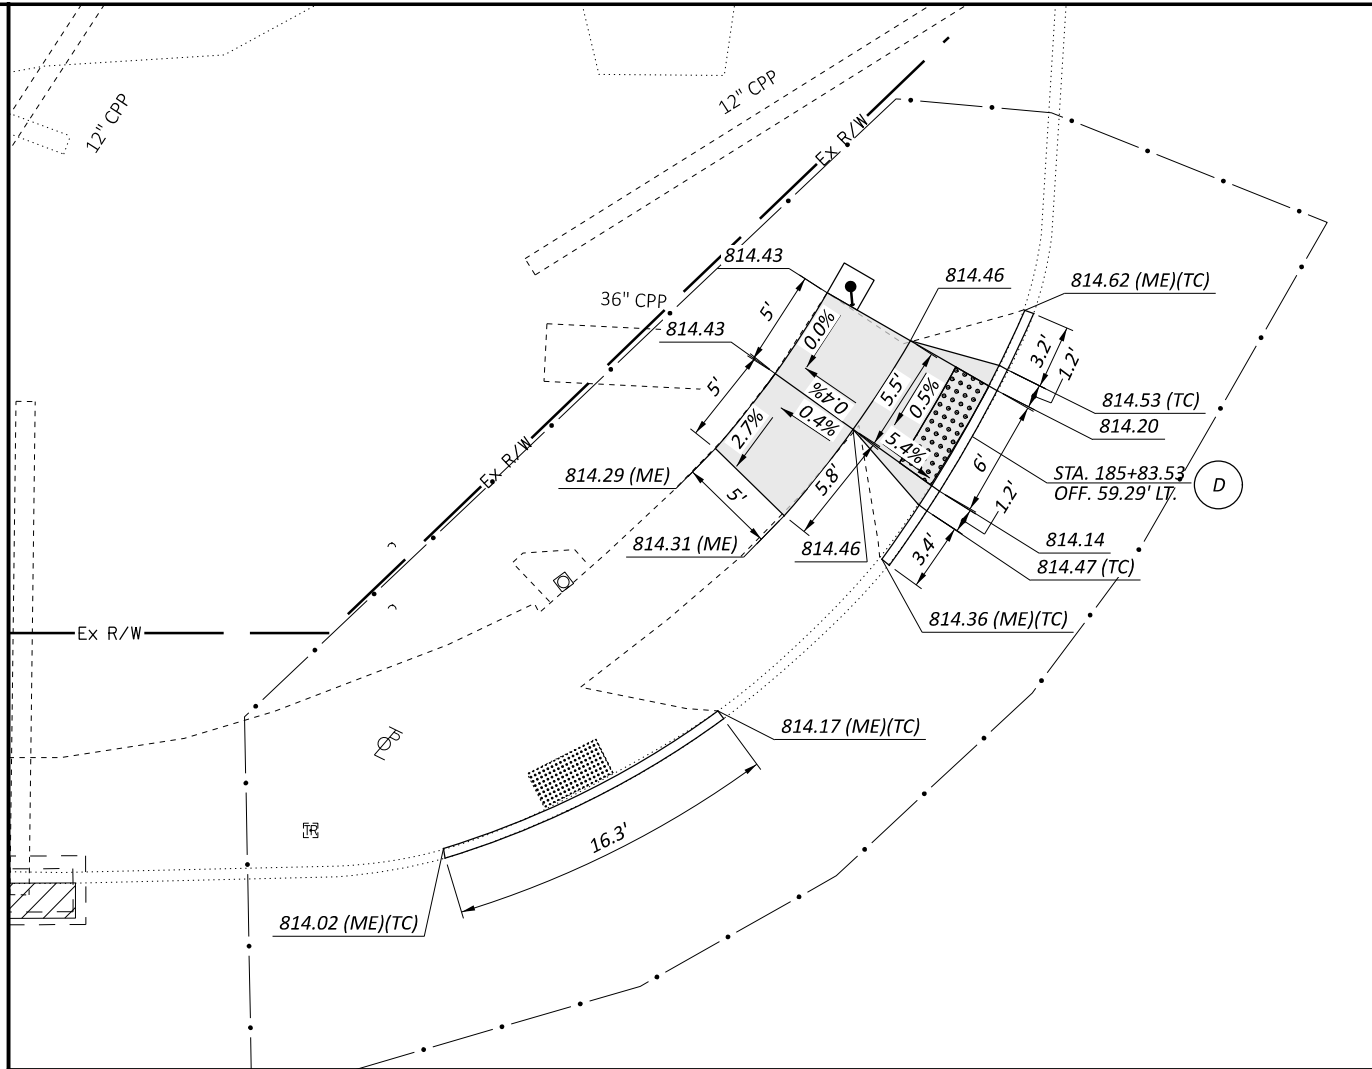 12" CPP
12" CPP
Ex R/W
814.43
814.46
814.62 (ME)(TC)
36" CPP
5'
0.0%
814.43
3.2'
1.2'
5'
0.4%
0.4%
5.5'
0.5%
814.53 (TC)
814.20
2.7%
5.4%
Ex R/W
814.29 (ME)
5'
5.8'
6'
STA. 185+83.53
OFF. 59.29' LT.
D
1.2'
814.31 (ME)
814.46
3.4'
814.14
814.47 (TC)
814.36 (ME)(TC)
Ex R/W
814.17 (ME)(TC)
TR
16.3'
814.02 (ME)(TC)